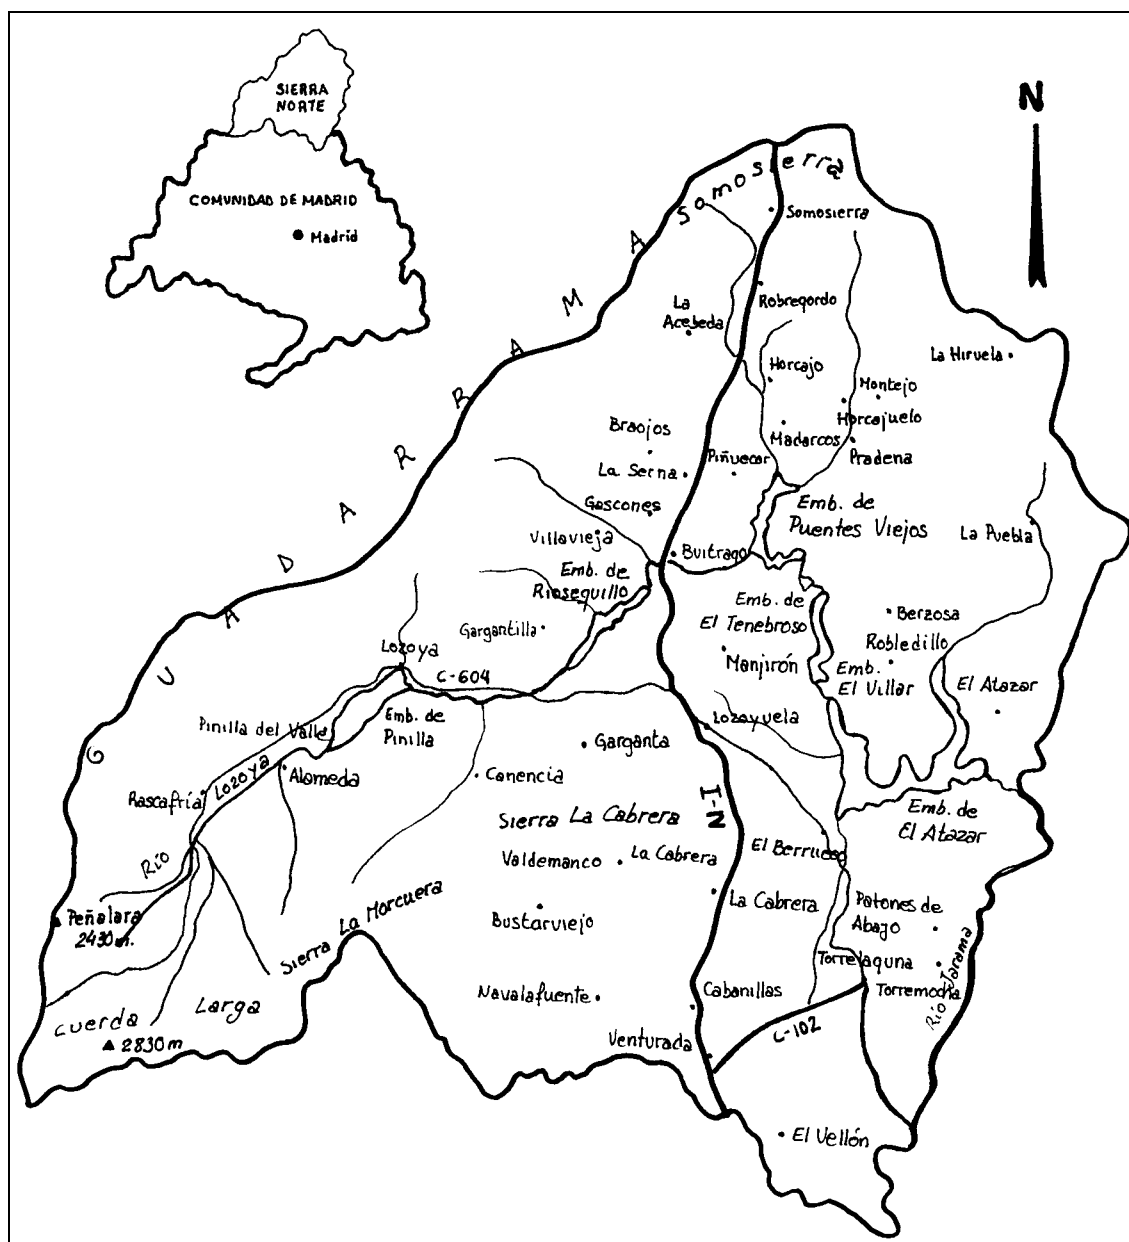 SIERRA
NORTE
COMUNIDAD DE MADRID
Madrid
N
Somosierra
Somosierra
GUADARRAMA
La
Acebeda
Robregordo
La Hiruela
Horcajo
Montejo
Horcajuelo
Braojos
Madarcos
Pradena
La Serna
Piñuecar
Gascones
Emb. de
Puentes Viejos
La Puebla
Villavieja
Buitrago
Emb. de
Riosequillo
Emb. de
El Tenebroso
Berzosa
Robledillo
Gargantilla
Lozoya
Manjirón
Emb.
El Villar
El Atazar
C-604
Pinilla del Valle
Emb. de
Pinilla
Lozoyuela
Garganta
Río Lozoya
Alameda
Canencia
Rascafría
N-I
Sierra La Cabrera
Emb. de
El Atazar
El Berrueco
Valdemanco
La Cabrera
La Cabrera
Sierra La Morcuera
Peñalara
2430 m.
Bustarviejo
Patones de
Abajo
Torrelaguna
Torremocha
Río Jarama
Navalafuente
Cabanillas
Cuerda Larga
2830 m
C-102
Venturada
El Vellón